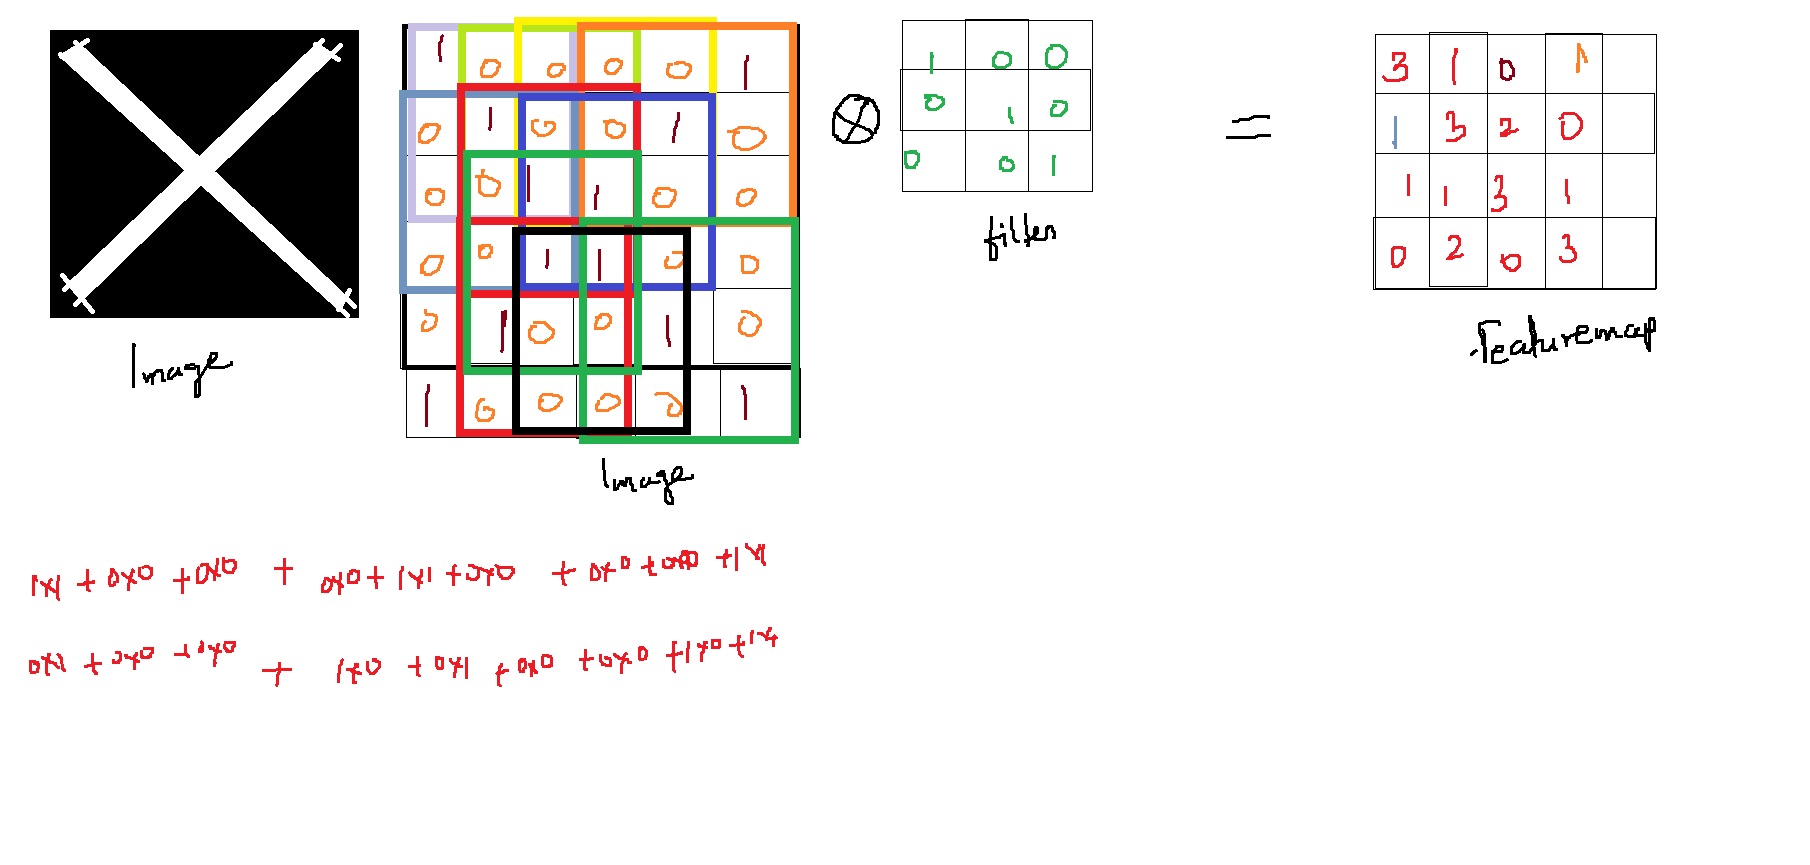 1 0 0 0 0 1
0 1 0 0 1 0
0 0 1 1 0 0
0 0 1 1 0 0
0 1 0 0 1 0
1 0 0 0 0 1
⊗
1 0 0
0 1 0
0 0 1
=
3 1 0 1
1 3 2 0
1 1 3 1
0 2 0 3
Image
Image
filter
Featuremap
1x1 + 0x0 + 0x0 + 0x0 + 1x1 + 0x0 + 0x0 + 0x0 + 1x1
0x1 + 0x0 + 0x0 + 1x0 + 0x1 + 0x0 + 0x0 + 1x0 + 1x1